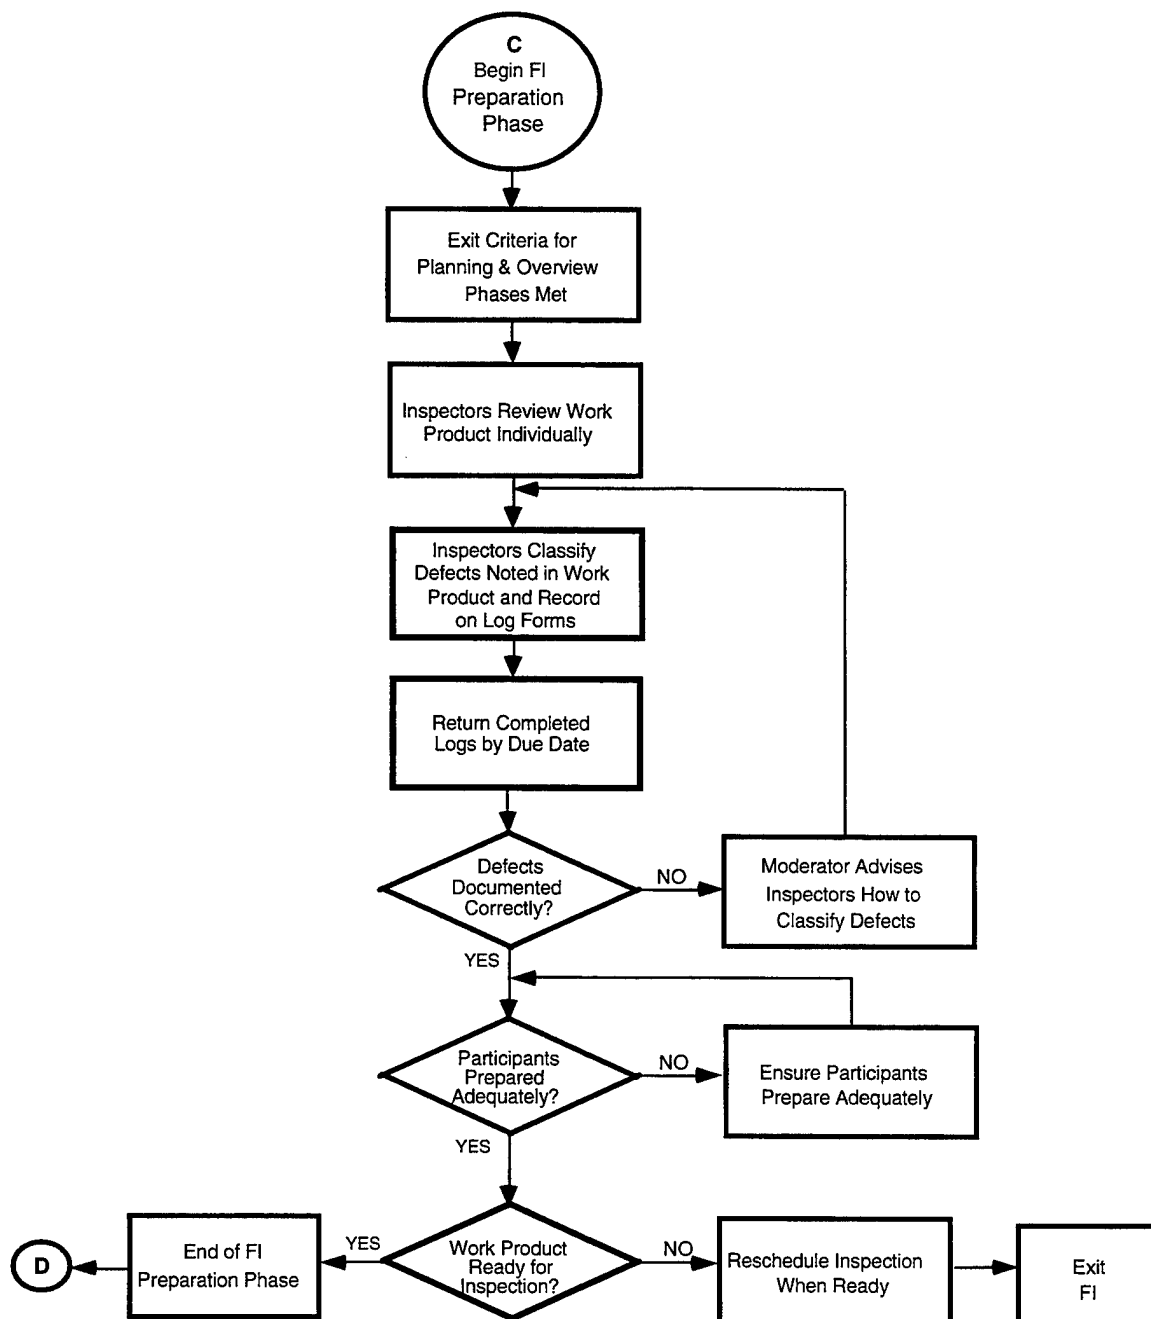 C
Begin FI
Preparation
Phase
Exit Criteria for
Planning & Overview
Phases Met
Inspectors Review Work
Product Individually
Inspectors Classify
Defects Noted in Work
Product and Record
on Log Forms
Return Completed
Logs by Due Date
Defects
Documented
Correctly?
NO
Moderator Advises
Inspectors How to
Classify Defects
YES
Participants
Prepared
Adequately?
NO
Ensure Participants
Prepare Adequately
YES
D
End of FI
Preparation Phase
YES
Work Product
Ready for
Inspection?
NO
Reschedule Inspection
When Ready
Exit
FI